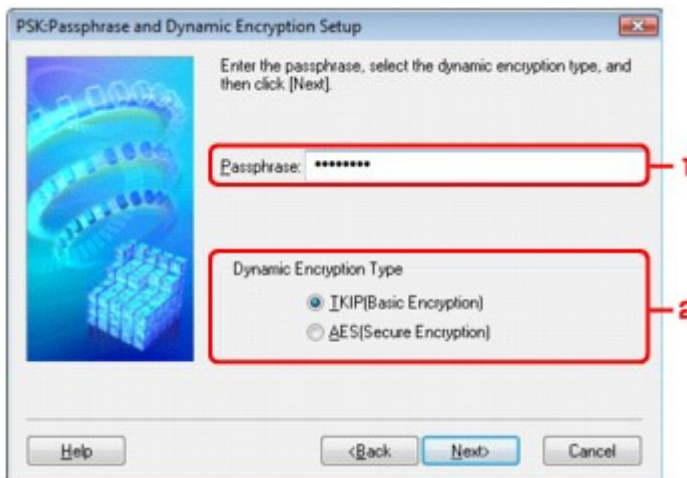 PSK:Passphrase and Dynamic Encryption Setup
Enter the passphrase, select the dynamic encryption type, and
then click [Next].
Passphrase: ••••••••
1
Dynamic Encryption Type
TKIP(Basic Encryption)
2
AES(Secure Encryption)
Help
<Back
Next>
Cancel